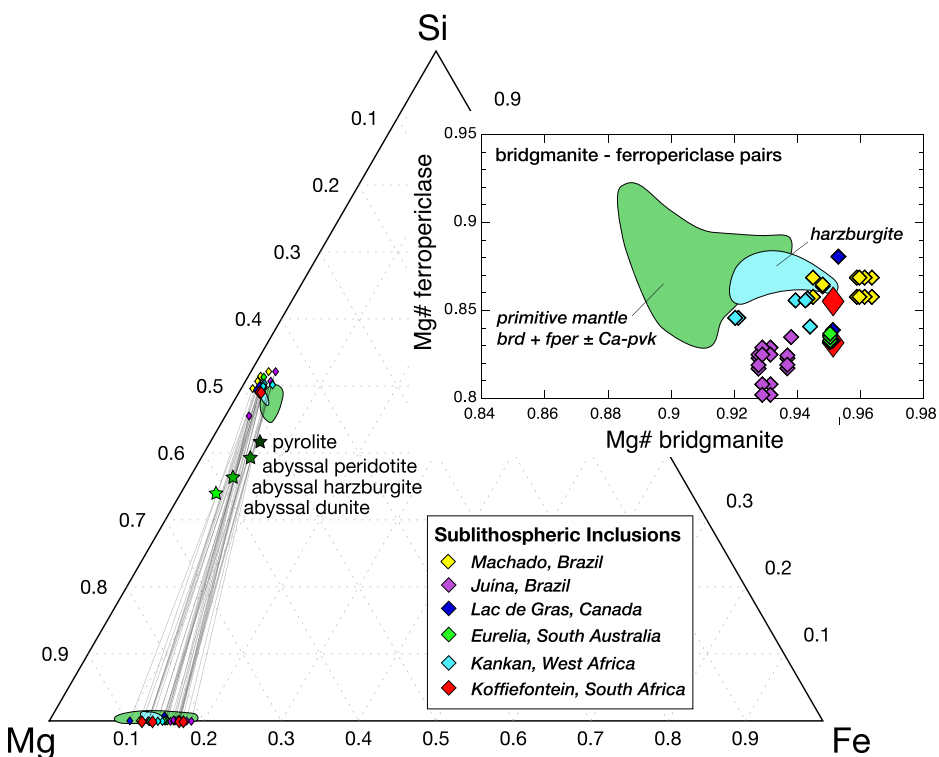 Si
0.9
0.1
0.2
0.3
0.4
0.5
0.6
0.7
0.8
0.9
Mg
0.1
0.2
0.3
0.4
0.5
0.6
0.7
0.8
0.9
Fe
0.3
0.2
0.1
pyrolite
abyssal peridotite
abyssal harzburgite
abyssal dunite
0.95
0.9
0.85
0.8
Mg# ferropericlase
bridgmanite - ferropericlase pairs
harzburgite
primitive mantle
brd + fper ± Ca-pvk
0.84
0.86
0.88
0.9
0.92
0.94
0.96
0.98
Mg# bridgmanite
Sublithospheric Inclusions
Machado, Brazil
Juína, Brazil
Lac de Gras, Canada
Eurelia, South Australia
Kankan, West Africa
Koffiefontein, South Africa